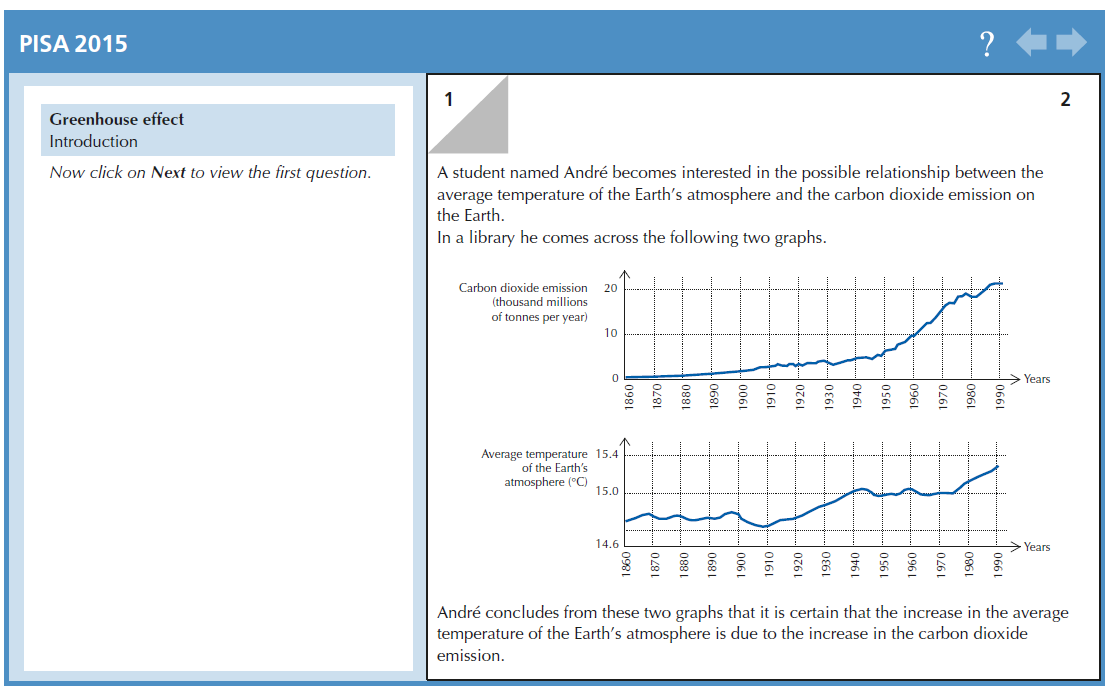 PISA 2015
?
Greenhouse effect
Introduction
Now click on Next to view the first question.
1
2
A student named André becomes interested in the possible relationship between the
average temperature of the Earth's atmosphere and the carbon dioxide emission on
the Earth.
In a library he comes across the following two graphs.
Carbon dioxide emission
(thousand millions
of tonnes per year)
20
10
0
Years
1860 1870 1880 1890 1900 1910 1920 1930 1940 1950 1960 1970 1980 1990
Average temperature
of the Earth's
atmosphere (°C)
15.4
15.0
14.6
Years
1860 1870 1880 1890 1900 1910 1920 1930 1940 1950 1960 1970 1980 1990
André concludes from these two graphs that it is certain that the increase in the average
temperature of the Earth's atmosphere is due to the increase in the carbon dioxide
emission.